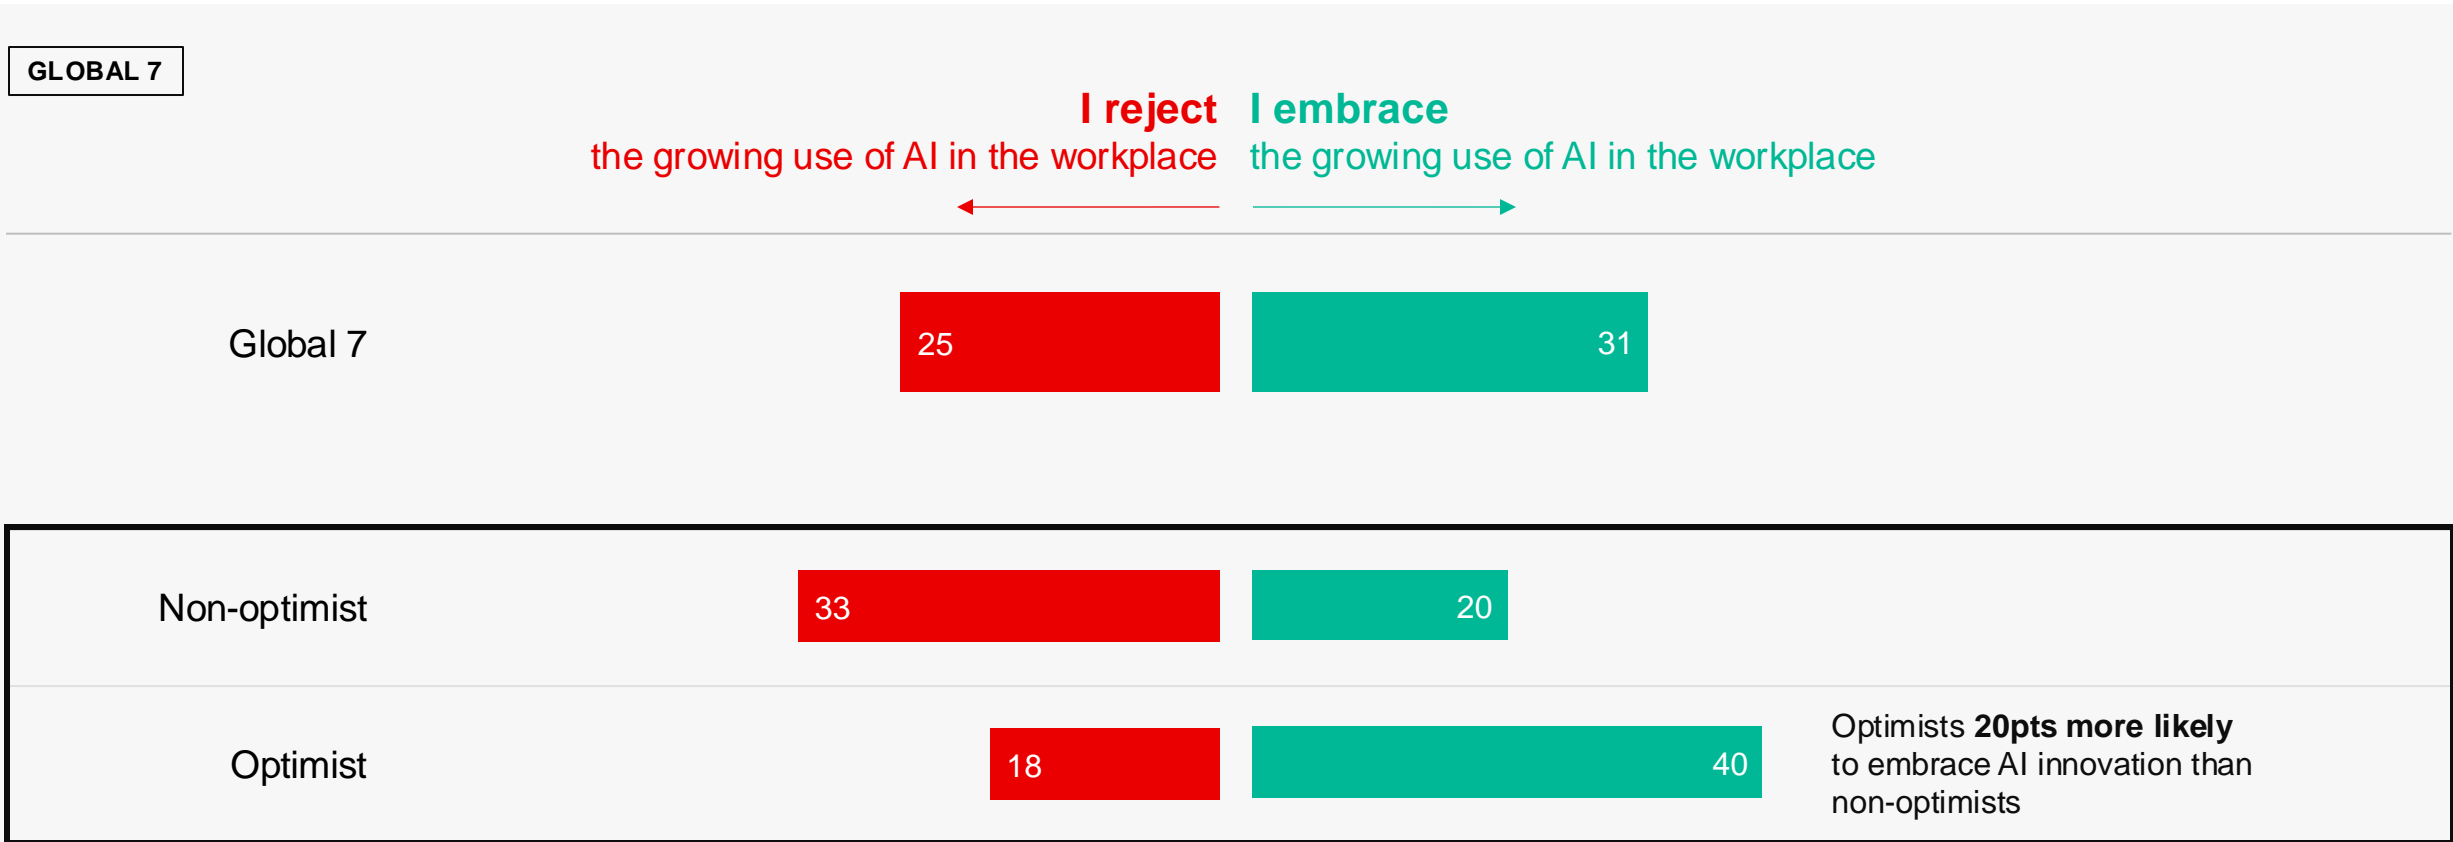 GLOBAL 7
I reject
the growing use of AI in the workplace
I embrace
the growing use of AI in the workplace
Global 7
25
31
Non-optimist
33
20
Optimist
18
40
Optimists 20pts more likely
to embrace AI innovation than
non-optimists